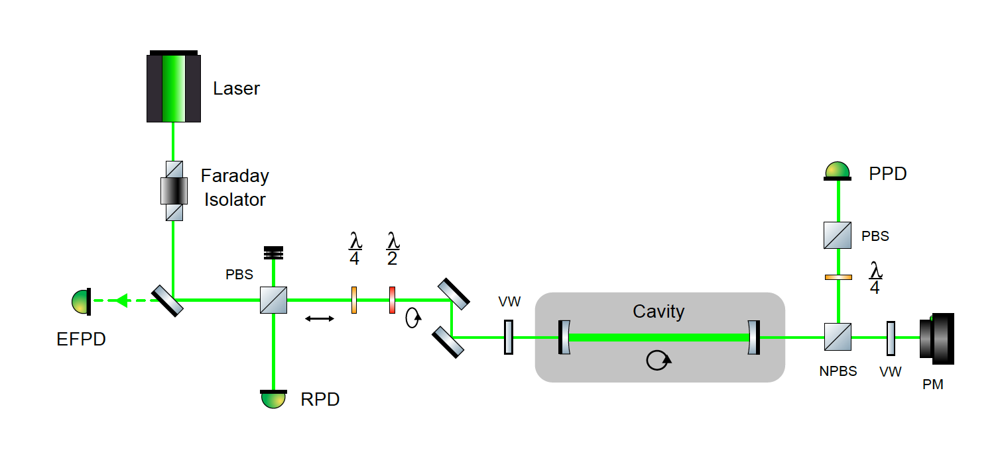 Laser
Faraday
Isolator
PPD
PBS
λ
4
λ
2
λ
4
PBS
VW
Cavity
EFPD
NPBS
VW
PM
RPD